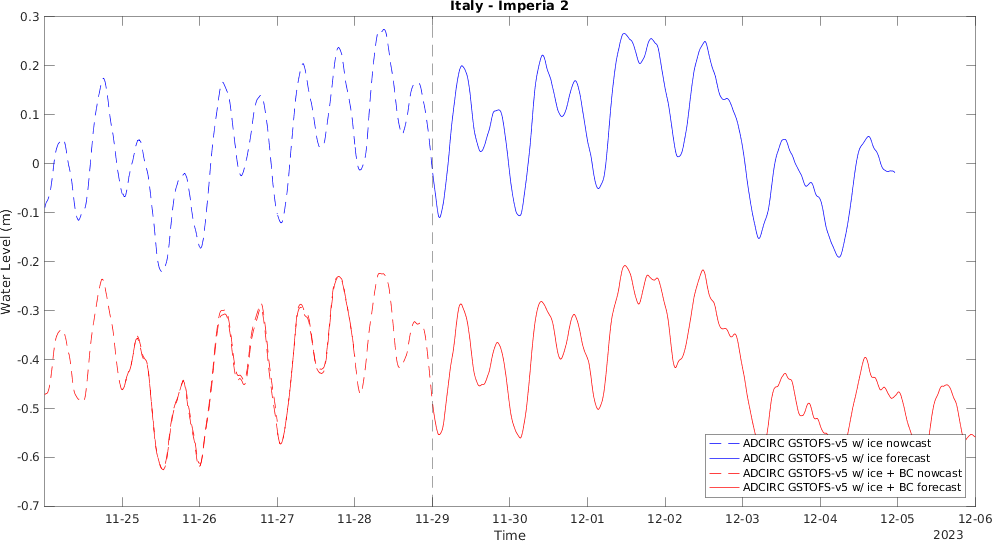 Italy - Imperia 2
Water Level (m)
0.3
0.2
0.1
0
-0.1
-0.2
-0.3
-0.4
-0.5
-0.6
-0.7
ADCIRC GSTOFS-v5 w/ ice nowcast
ADCIRC GSTOFS-v5 w/ ice forecast
ADCIRC GSTOFS-v5 w/ ice + BC nowcast
ADCIRC GSTOFS-v5 w/ ice + BC forecast
11-25 11-26 11-27 11-28 11-29 11-30 12-01 12-02 12-03 12-04 12-05 12-06
Time
2023